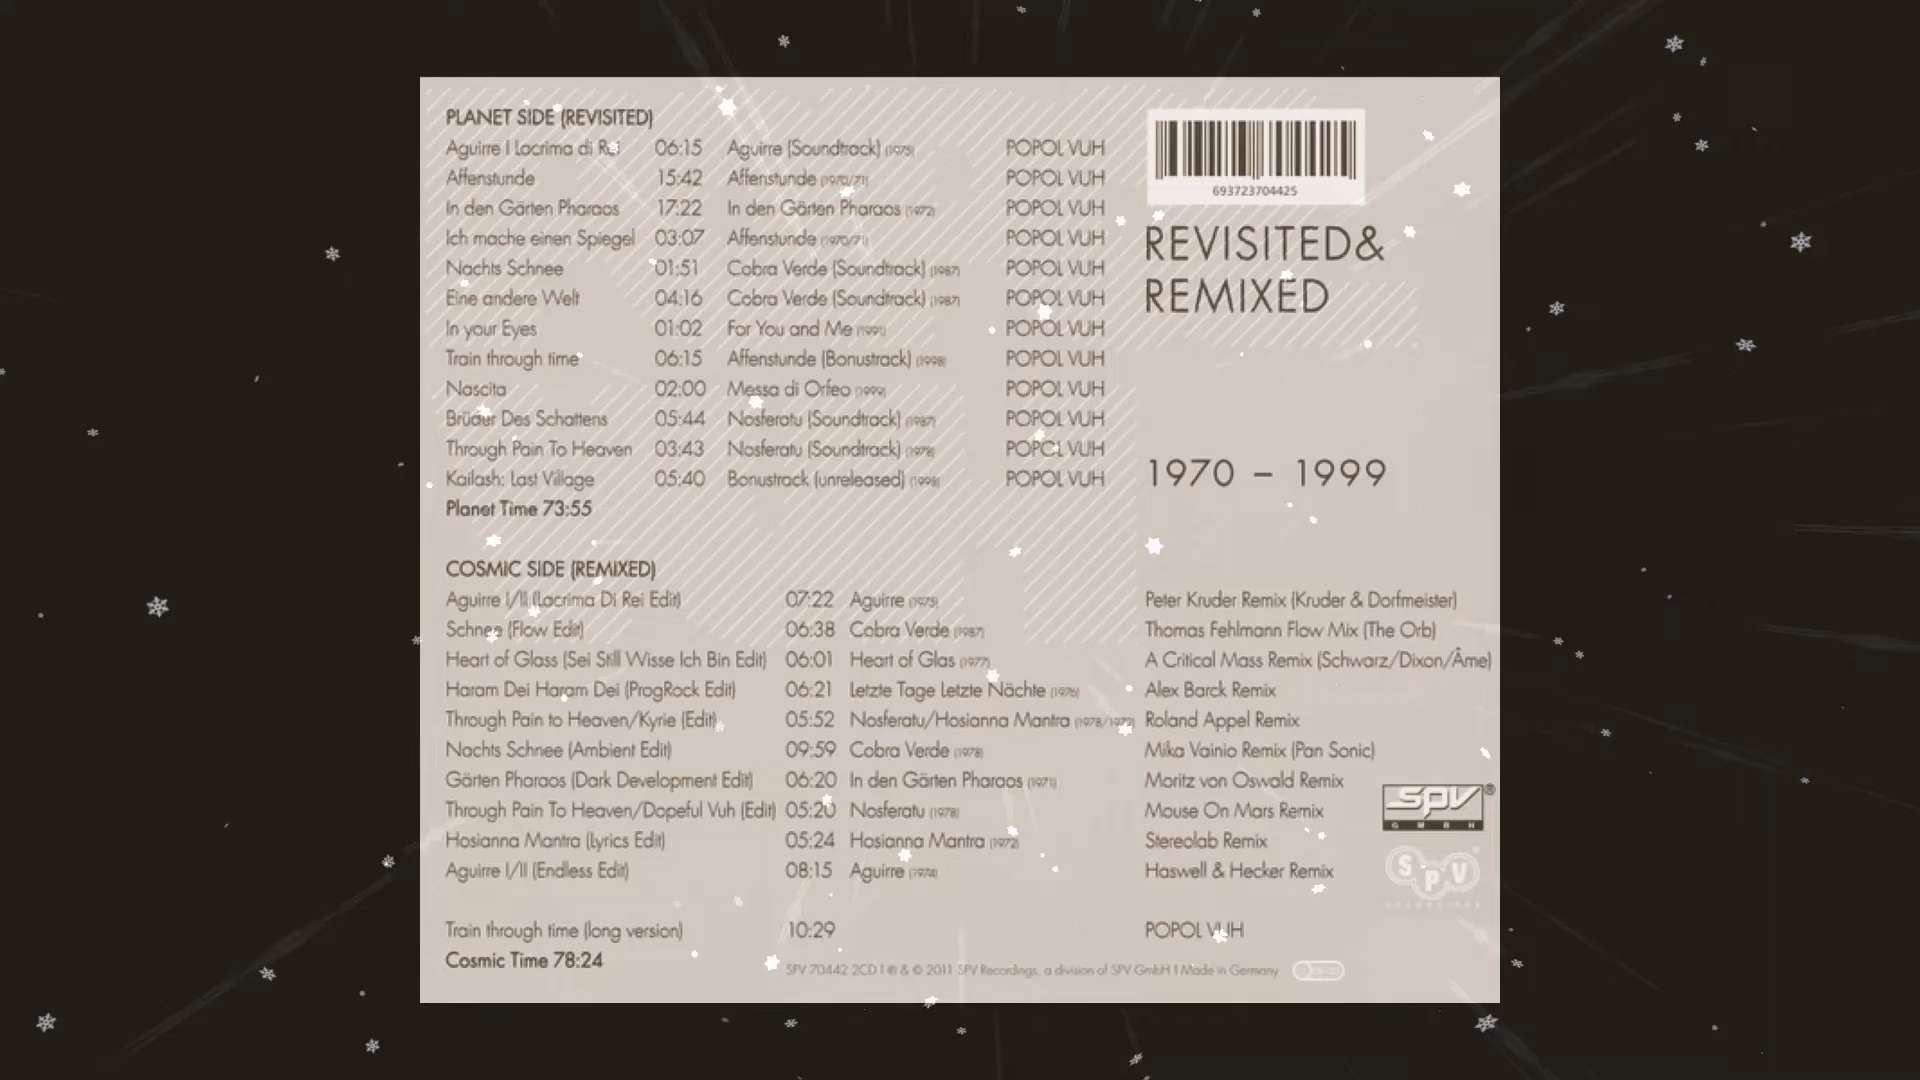 PLANET SIDE (REVISITED)
Aguirre I Lacrima di Rei 06:15 Aguirre (Soundtrack) (1975) POPOL VUH
Affenstunde 15:42 Affenstunde (1970/71) POPOL VUH
In den Gärten Pharaos 17:22 In den Gärten Pharaos (1972) POPOL VUH
Ich mache einen Spiegel 03:07 Affenstunde (1970/71) POPOL VUH
Nachts Schnee 01:51 Cobra Verde (Soundtrack) (1987) POPOL VUH
Eine andere Welt 04:16 Cobra Verde (Soundtrack) (1987) POPOL VUH
In your Eyes 01:02 For You and Me (1991) POPOL VUH
Train through time 06:15 Affenstunde (Bonustrack) (1998) POPOL VUH
Nascita 02:00 Messa di Orfeo (1999) POPOL VUH
Brüder Des Schattens 05:44 Nosferatu (Soundtrack) (1987) POPOL VUH
Through Pain To Heaven 03:43 Nosferatu (Soundtrack) (1978) POPOL VUH
Kailash: Last Village 05:40 Bonustrack (unreleased) (1998) POPOL VUH
Planet Time 73:55
693723704425
REVISITED&
REMIXED
1970 – 1999
COSMIC SIDE (REMIXED)
Aguirre I/II (Lacrima Di Rei Edit) 07:22 Aguirre (1975) Peter Kruder Remix (Kruder & Dorfmeister)
Schnee (Flow Edit) 06:38 Cobra Verde (1987) Thomas Fehlmann Flow Mix (The Orb)
Heart of Glass (Sei Still Wisse Ich Bin Edit) 06:01 Heart of Glas (1977) A Critical Mass Remix (Schwarz/Dixon/Âme)
Haram Dei Haram Dei (ProgRock Edit) 06:21 Letzte Tage Letzte Nächte (1976) Alex Barck Remix
Through Pain to Heaven/Kyrie (Edit) 05:52 Nosferatu/Hosianna Mantra (1978/1972) Roland Appel Remix
Nachts Schnee (Ambient Edit) 09:59 Cobra Verde (1978) Mika Vainio Remix (Pan Sonic)
Gärten Pharaos (Dark Development Edit) 06:20 In den Gärten Pharaos (1971) Moritz von Oswald Remix
Through Pain To Heaven/Dopeful Vuh (Edit) 05:20 Nosferatu (1978) Mouse On Mars Remix
Hosianna Mantra (Lyrics Edit) 05:24 Hosianna Mantra (1972) Stereolab Remix
Aguirre I/II (Endless Edit) 08:15 Aguirre (1974) Haswell & Hecker Remix
spv ®
GMBH
SPV
Train through time (long version) 10:29 POPOL VUH
Cosmic Time 78:24
SPV 70442 2CD I ℗ & © 2011 SPV Recordings, a division of SPV GmbH I Made in Germany